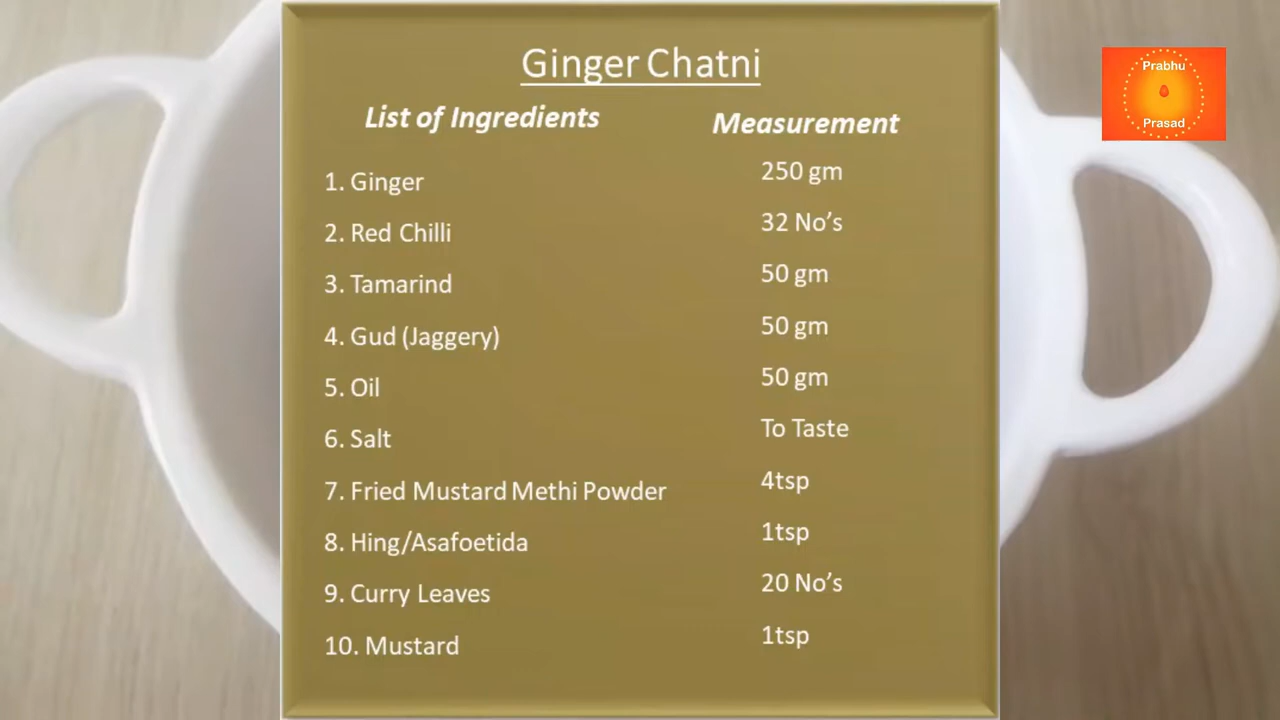 Ginger Chatni
List of Ingredients Measurement
1. Ginger 250 gm
2. Red Chilli 32 No’s
3. Tamarind 50 gm
4. Gud (Jaggery) 50 gm
5. Oil 50 gm
6. Salt To Taste
7. Fried Mustard Methi Powder 4tsp
8. Hing/Asafoetida 1tsp
9. Curry Leaves 20 No’s
10. Mustard 1tsp
Prabhu
Prasad